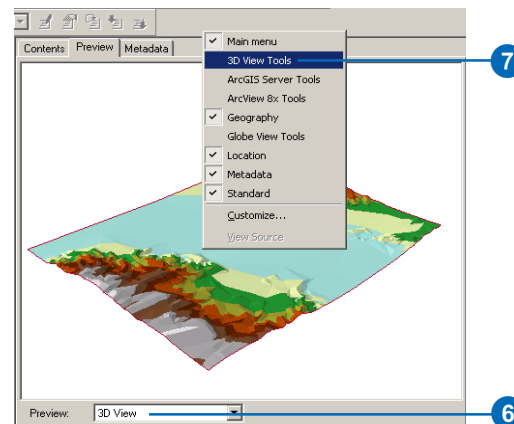 Contents Preview Metadata
Main menu
3D View Tools
7
ArcGIS Server Tools
ArcView 8x Tools
Geography
Globe View Tools
Location
Metadata
Standard
Customize...
View Source
Preview: 3D View
6